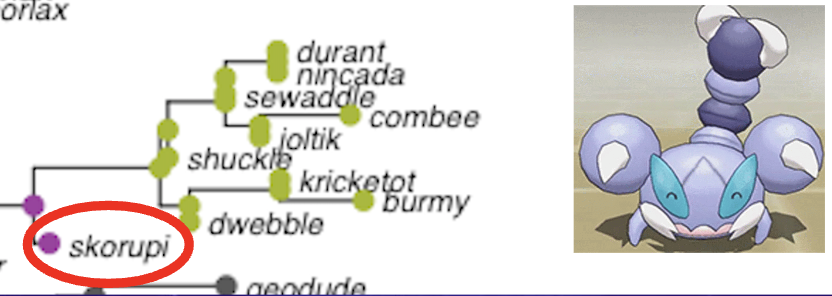 orlax
durant
nincada
sewaddle
combee
joltik
shuckle
kricketot
burmy
dwebble
skorupi
r
geodude